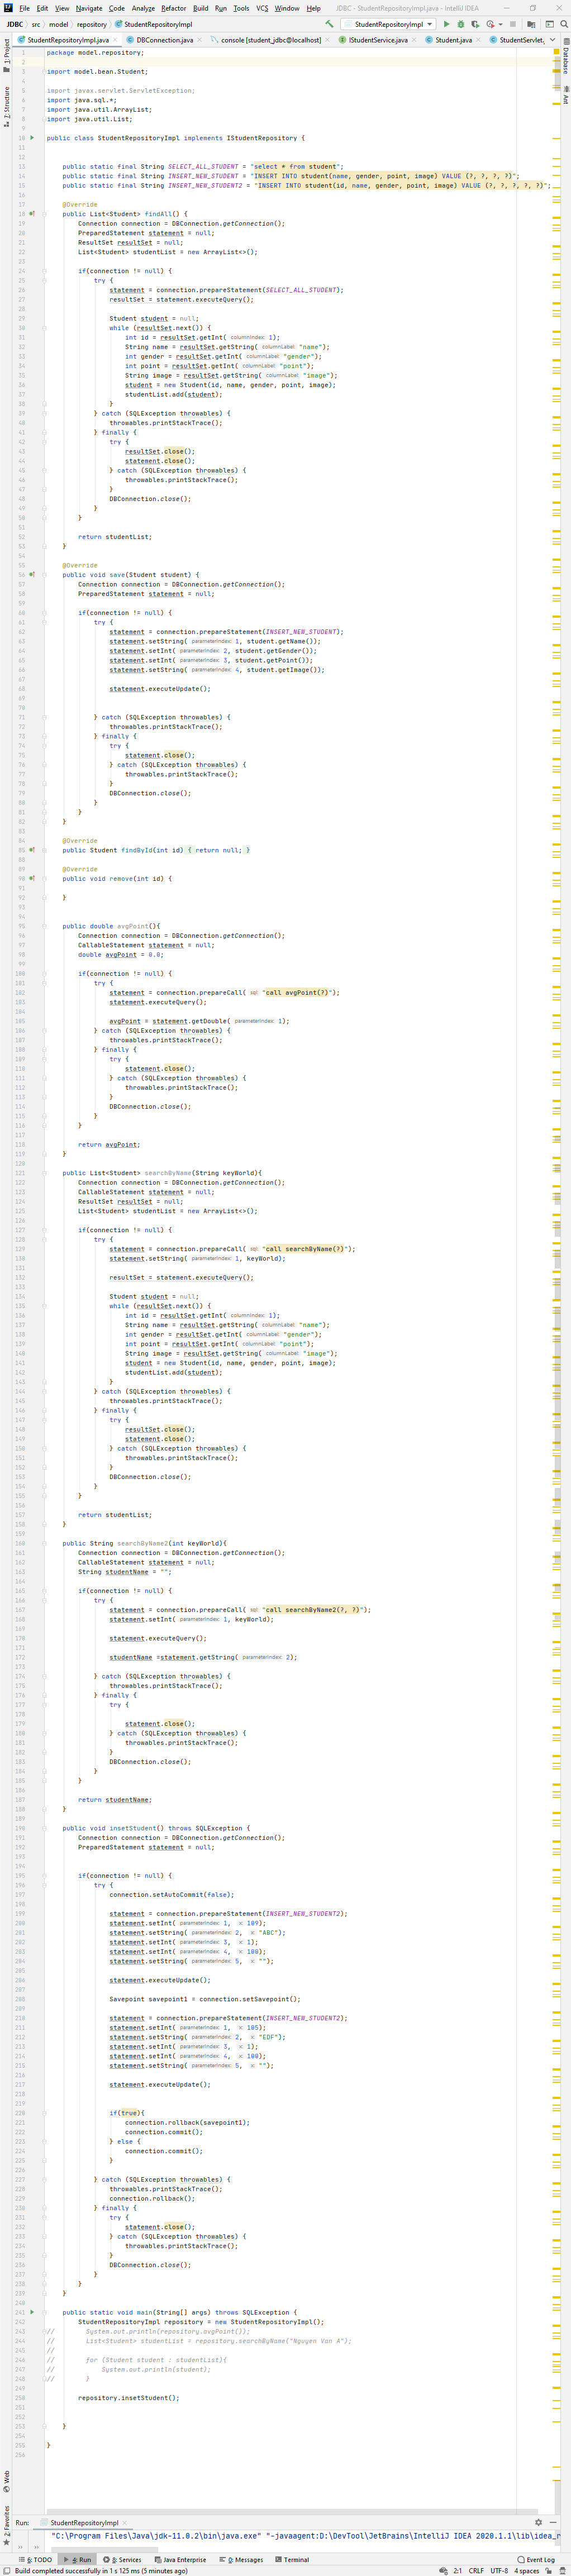 File Edit View Navigate Code Analyze Refactor Build Run Tools VCS Window Help JDBC - StudentRepositoryImpl.java - IntelliJ IDEA
JDBC src model repository StudentRepositoryImpl StudentRepositoryImpl
StudentRepositoryImpl.java DBConnection.java console [student_jdbc@localhost] IStudentService.java Student.java StudentServlet.
1: Project
2: Structure
Database
Ant
package model.repository;
import model.bean.Student;
import javax.servlet.ServletException;
import java.sql.*;
import java.util.ArrayList;
import java.util.List;
public class StudentRepositoryImpl implements IStudentRepository {
public static final String SELECT_ALL_STUDENT = "select * from student";
public static final String INSERT_NEW_STUDENT = "INSERT INTO student(name, gender, point, image) VALUE (?, ?, ?, ?)";
public static final String INSERT_NEW_STUDENT2 = "INSERT INTO student(id, name, gender, point, image) VALUE (?, ?, ?, ?, ?)";
@Override
public List<Student> findAll() {
Connection connection = DBConnection.getConnection();
PreparedStatement statement = null;
ResultSet resultSet = null;
List<Student> studentList = new ArrayList<>();
if(connection != null) {
try {
statement = connection.prepareStatement(SELECT_ALL_STUDENT);
resultSet = statement.executeQuery();
Student student = null;
while (resultSet.next()) {
int id = resultSet.getInt( columnIndex: 1);
String name = resultSet.getString( columnLabel: "name");
int gender = resultSet.getInt( columnLabel: "gender");
int point = resultSet.getInt( columnLabel: "point");
String image = resultSet.getString( columnLabel: "image");
student = new Student(id, name, gender, point, image);
studentList.add(student);
}
} catch (SQLException throwables) {
throwables.printStackTrace();
} finally {
try {
resultSet.close();
statement.close();
} catch (SQLException throwables) {
throwables.printStackTrace();
}
DBConnection.close();
}
}
return studentList;
}
@Override
public void save(Student student) {
Connection connection = DBConnection.getConnection();
PreparedStatement statement = null;
if(connection != null) {
try {
statement = connection.prepareStatement(INSERT_NEW_STUDENT);
statement.setString( parameterIndex: 1, student.getName());
statement.setInt( parameterIndex: 2, student.getGender());
statement.setInt( parameterIndex: 3, student.getPoint());
statement.setString( parameterIndex: 4, student.getImage());
statement.executeUpdate();
} catch (SQLException throwables) {
throwables.printStackTrace();
} finally {
try {
statement.close();
} catch (SQLException throwables) {
throwables.printStackTrace();
}
DBConnection.close();
}
}
}
@Override
public Student findById(int id) { return null; }
@Override
public void remove(int id) {
}
public double avgPoint(){
Connection connection = DBConnection.getConnection();
CallableStatement statement = null;
double avgPoint = 0.0;
if(connection != null) {
try {
statement = connection.prepareCall( sql: "call avgPoint(?)");
statement.executeQuery();
avgPoint = statement.getDouble( parameterIndex: 1);
} catch (SQLException throwables) {
throwables.printStackTrace();
} finally {
try {
statement.close();
} catch (SQLException throwables) {
throwables.printStackTrace();
}
DBConnection.close();
}
}
return avgPoint;
}
public List<Student> searchByName(String keyWorld){
Connection connection = DBConnection.getConnection();
CallableStatement statement = null;
ResultSet resultSet = null;
List<Student> studentList = new ArrayList<>();
if(connection != null) {
try {
statement = connection.prepareCall( sql: "call searchByName(?)");
statement.setString( parameterIndex: 1, keyWorld);
resultSet = statement.executeQuery();
Student student = null;
while (resultSet.next()) {
int id = resultSet.getInt( columnIndex: 1);
String name = resultSet.getString( columnLabel: "name");
int gender = resultSet.getInt( columnLabel: "gender");
int point = resultSet.getInt( columnLabel: "point");
String image = resultSet.getString( columnLabel: "image");
student = new Student(id, name, gender, point, image);
studentList.add(student);
}
} catch (SQLException throwables) {
throwables.printStackTrace();
} finally {
try {
resultSet.close();
statement.close();
} catch (SQLException throwables) {
throwables.printStackTrace();
}
DBConnection.close();
}
}
return studentList;
}
public String searchByName2(int keyWorld){
Connection connection = DBConnection.getConnection();
CallableStatement statement = null;
String studentName = "";
if(connection != null) {
try {
statement = connection.prepareCall( sql: "call searchByName2(?, ?)");
statement.setInt( parameterIndex: 1, keyWorld);
statement.executeQuery();
studentName =statement.getString( parameterIndex: 2);
} catch (SQLException throwables) {
throwables.printStackTrace();
} finally {
try {
statement.close();
} catch (SQLException throwables) {
throwables.printStackTrace();
}
DBConnection.close();
}
}
return studentName;
}
public void insetStudent() throws SQLException {
Connection connection = DBConnection.getConnection();
PreparedStatement statement = null;
if(connection != null) {
try {
connection.setAutoCommit(false);
statement = connection.prepareStatement(INSERT_NEW_STUDENT2);
statement.setInt( parameterIndex: 1, x: 109);
statement.setString( parameterIndex: 2, x: "ABC");
statement.setInt( parameterIndex: 3, x: 1);
statement.setInt( parameterIndex: 4, x: 100);
statement.setString( parameterIndex: 5, x: "");
statement.executeUpdate();
Savepoint savepoint1 = connection.setSavepoint();
statement = connection.prepareStatement(INSERT_NEW_STUDENT2);
statement.setInt( parameterIndex: 1, x: 105);
statement.setString( parameterIndex: 2, x: "EDF");
statement.setInt( parameterIndex: 3, x: 1);
statement.setInt( parameterIndex: 4, x: 100);
statement.setString( parameterIndex: 5, x: "");
statement.executeUpdate();
if(true){
connection.rollback(savepoint1);
connection.commit();
} else {
connection.commit();
}
} catch (SQLException throwables) {
throwables.printStackTrace();
connection.rollback();
} finally {
try {
statement.close();
} catch (SQLException throwables) {
throwables.printStackTrace();
}
DBConnection.close();
}
}
}
public static void main(String[] args) throws SQLException {
StudentRepositoryImpl repository = new StudentRepositoryImpl();
// System.out.println(repository.avgPoint());
// List<Student> studentList = repository.searchByName("Nguyen Van A");
//
// for (Student student : studentList){
// System.out.println(student);
// }
repository.insetStudent();
}
}
Web
2: Favorites
Run: StudentRepositoryImpl
"C:\Program Files\Java\jdk-11.0.2\bin\java.exe" "-javaagent:D:\DevTool\JetBrains\IntelliJ IDEA 2020.1.1\lib\idea_r
6: TODO 4: Run 8: Services Java Enterprise 0: Messages Terminal Event Log
Build completed successfully in 1 s 125 ms (5 minutes ago) 2:1 CRLF UTF-8 4 spaces